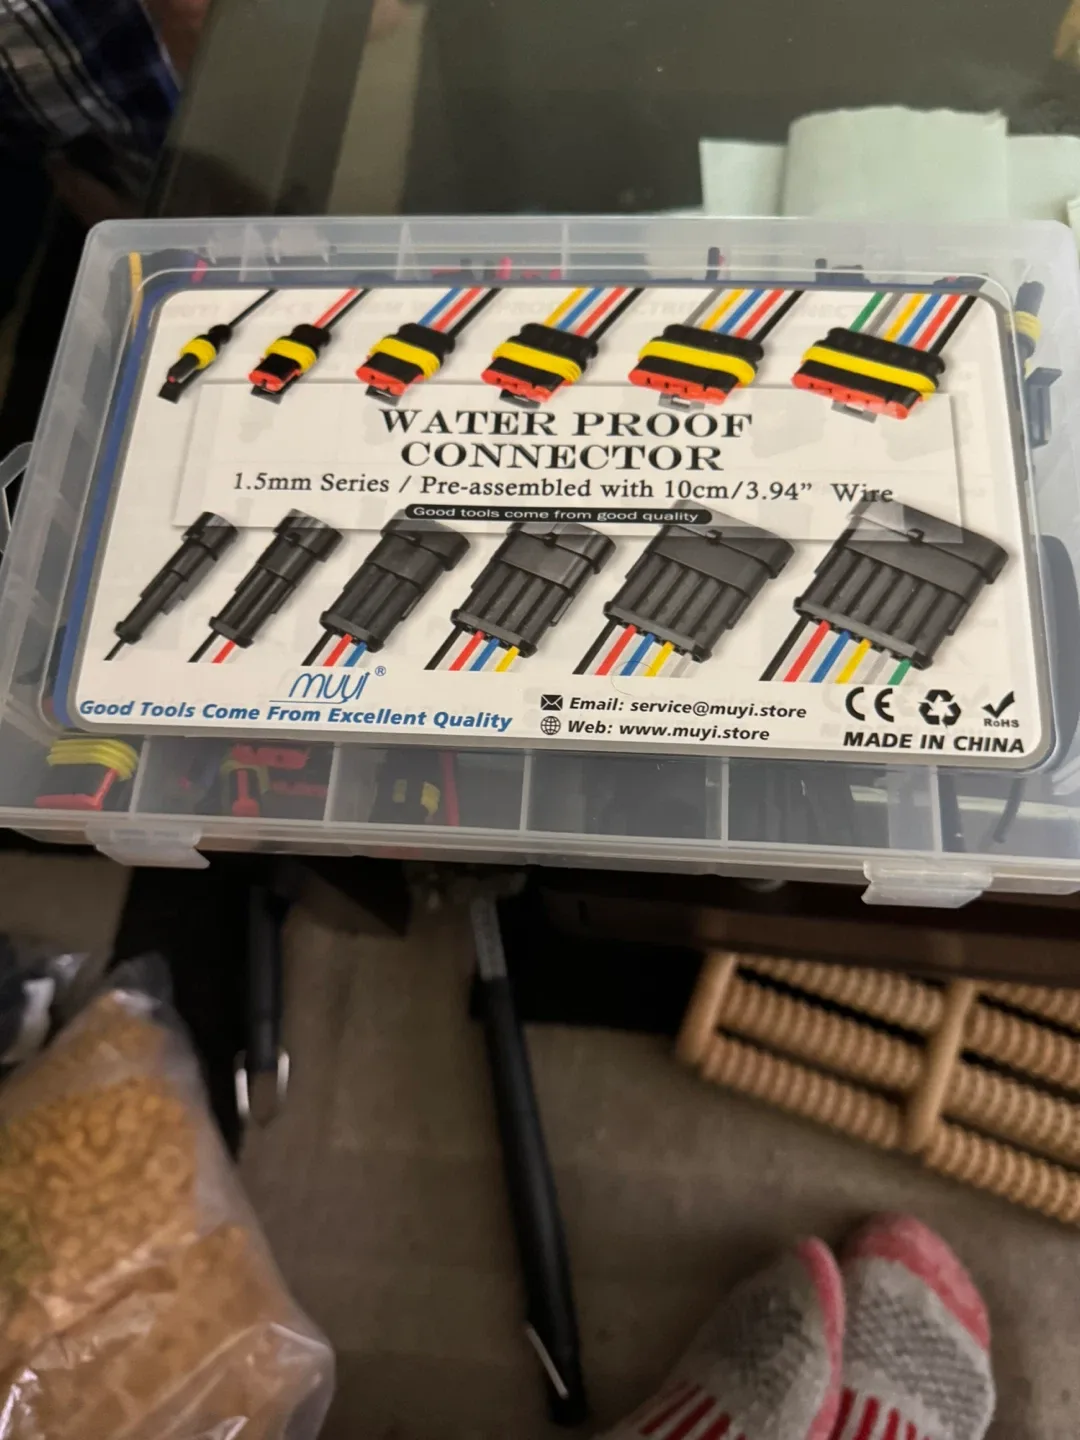 WATER PROOF
CONNECTOR
1.5mm Series / Pre-assembled with 10cm/3.94” Wire
Good tools come from good quality
muyi®
Good Tools Come From Excellent Quality
Email: service@muyi.store
Web: www.muyi.store
CE
RoHS
MADE IN CHINA